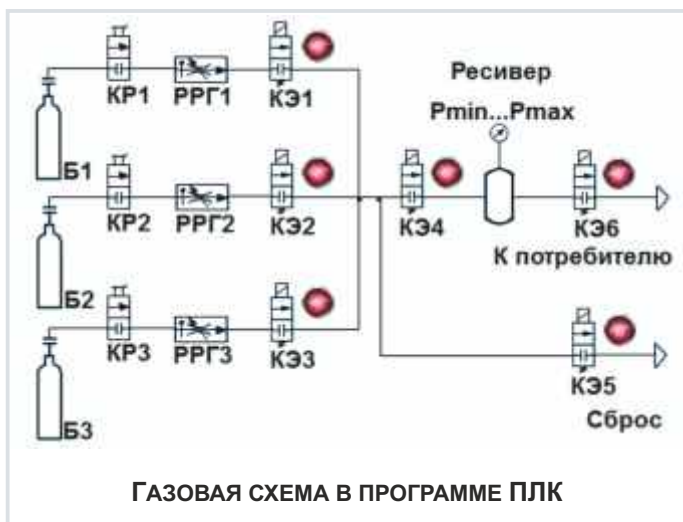 КР1 РРГ1 КЭ1
Ресивер
Pmin...Pmax
Б1
КР2 РРГ2 КЭ2 КЭ4 КЭ6
К потребителю
Б2
КР3 РРГ3 КЭ3 КЭ5
Б3
Сброс
ГАЗОВАЯ СХЕМА В ПРОГРАММЕ ПЛК